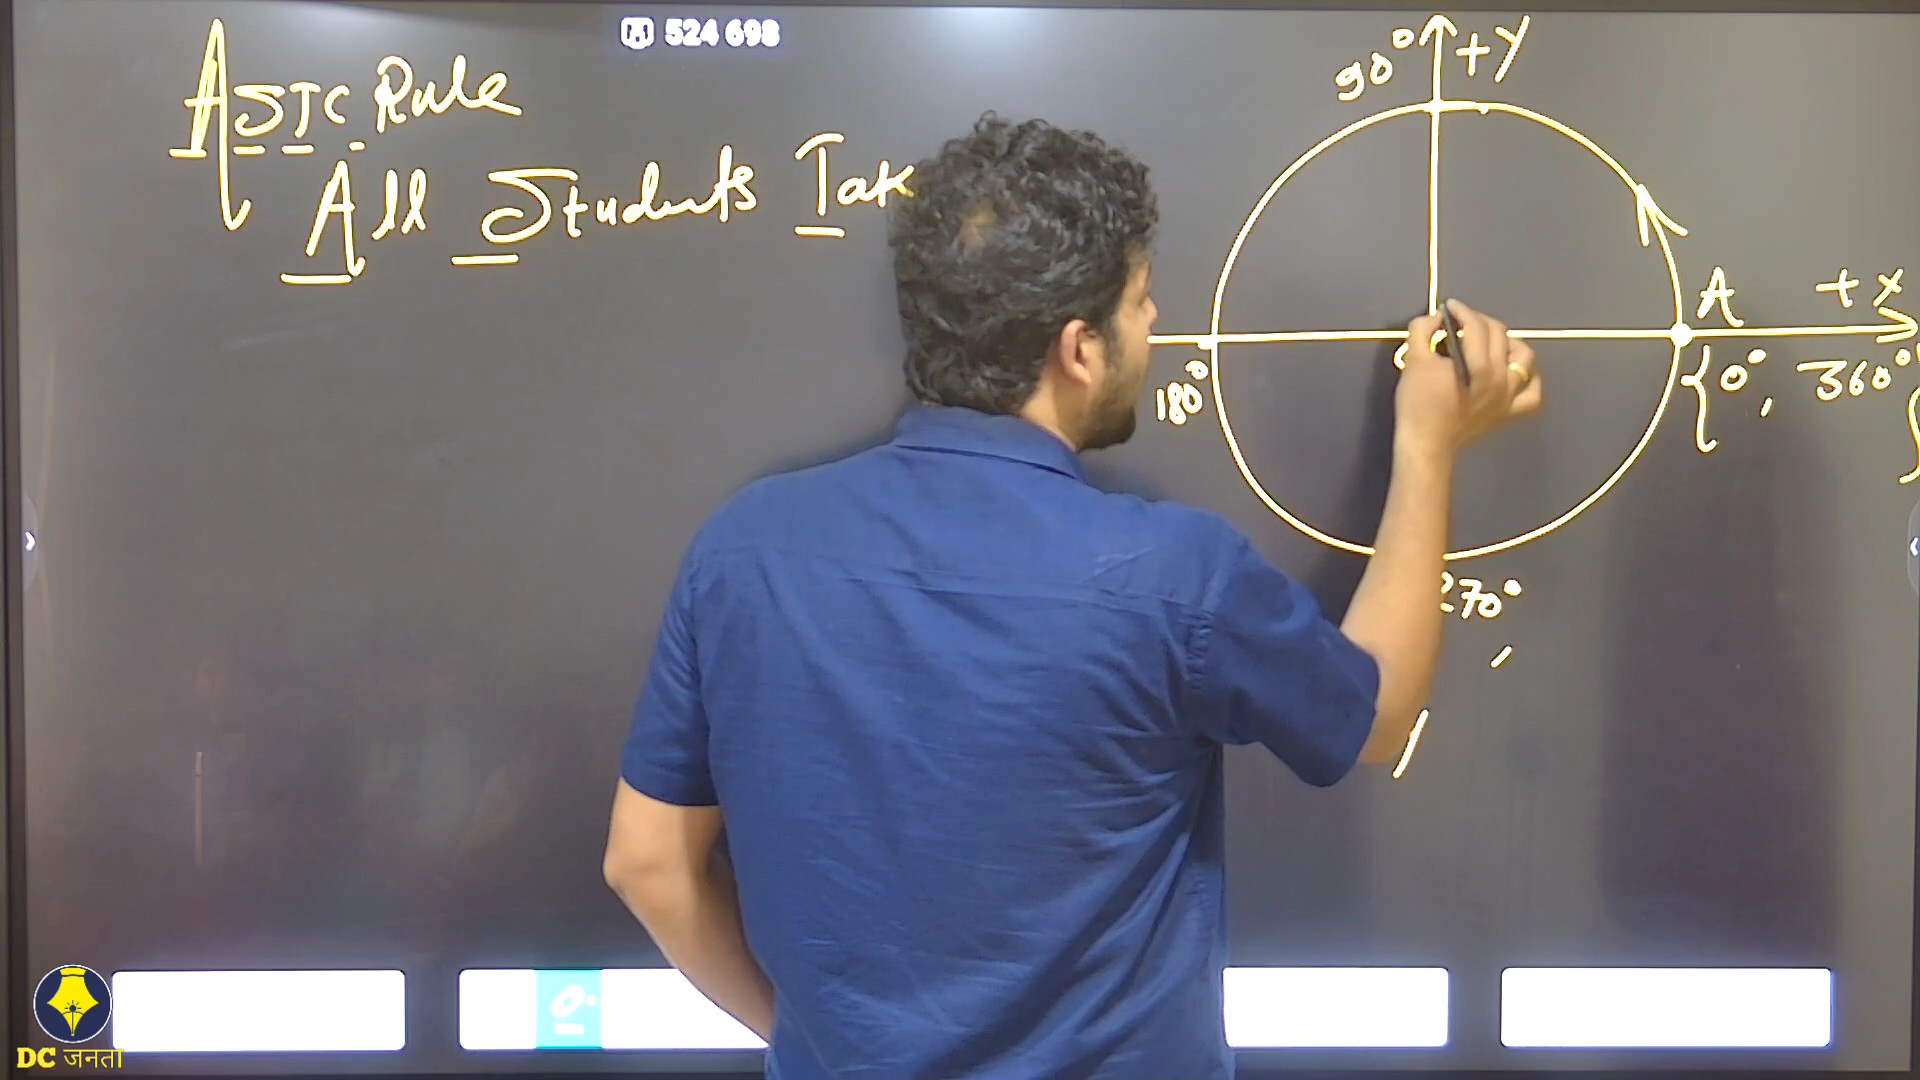 524 698
ASTC Rule
All Students Tak
90° +Y
A +x
180° {0°, 360°}
270°,
DC जनता